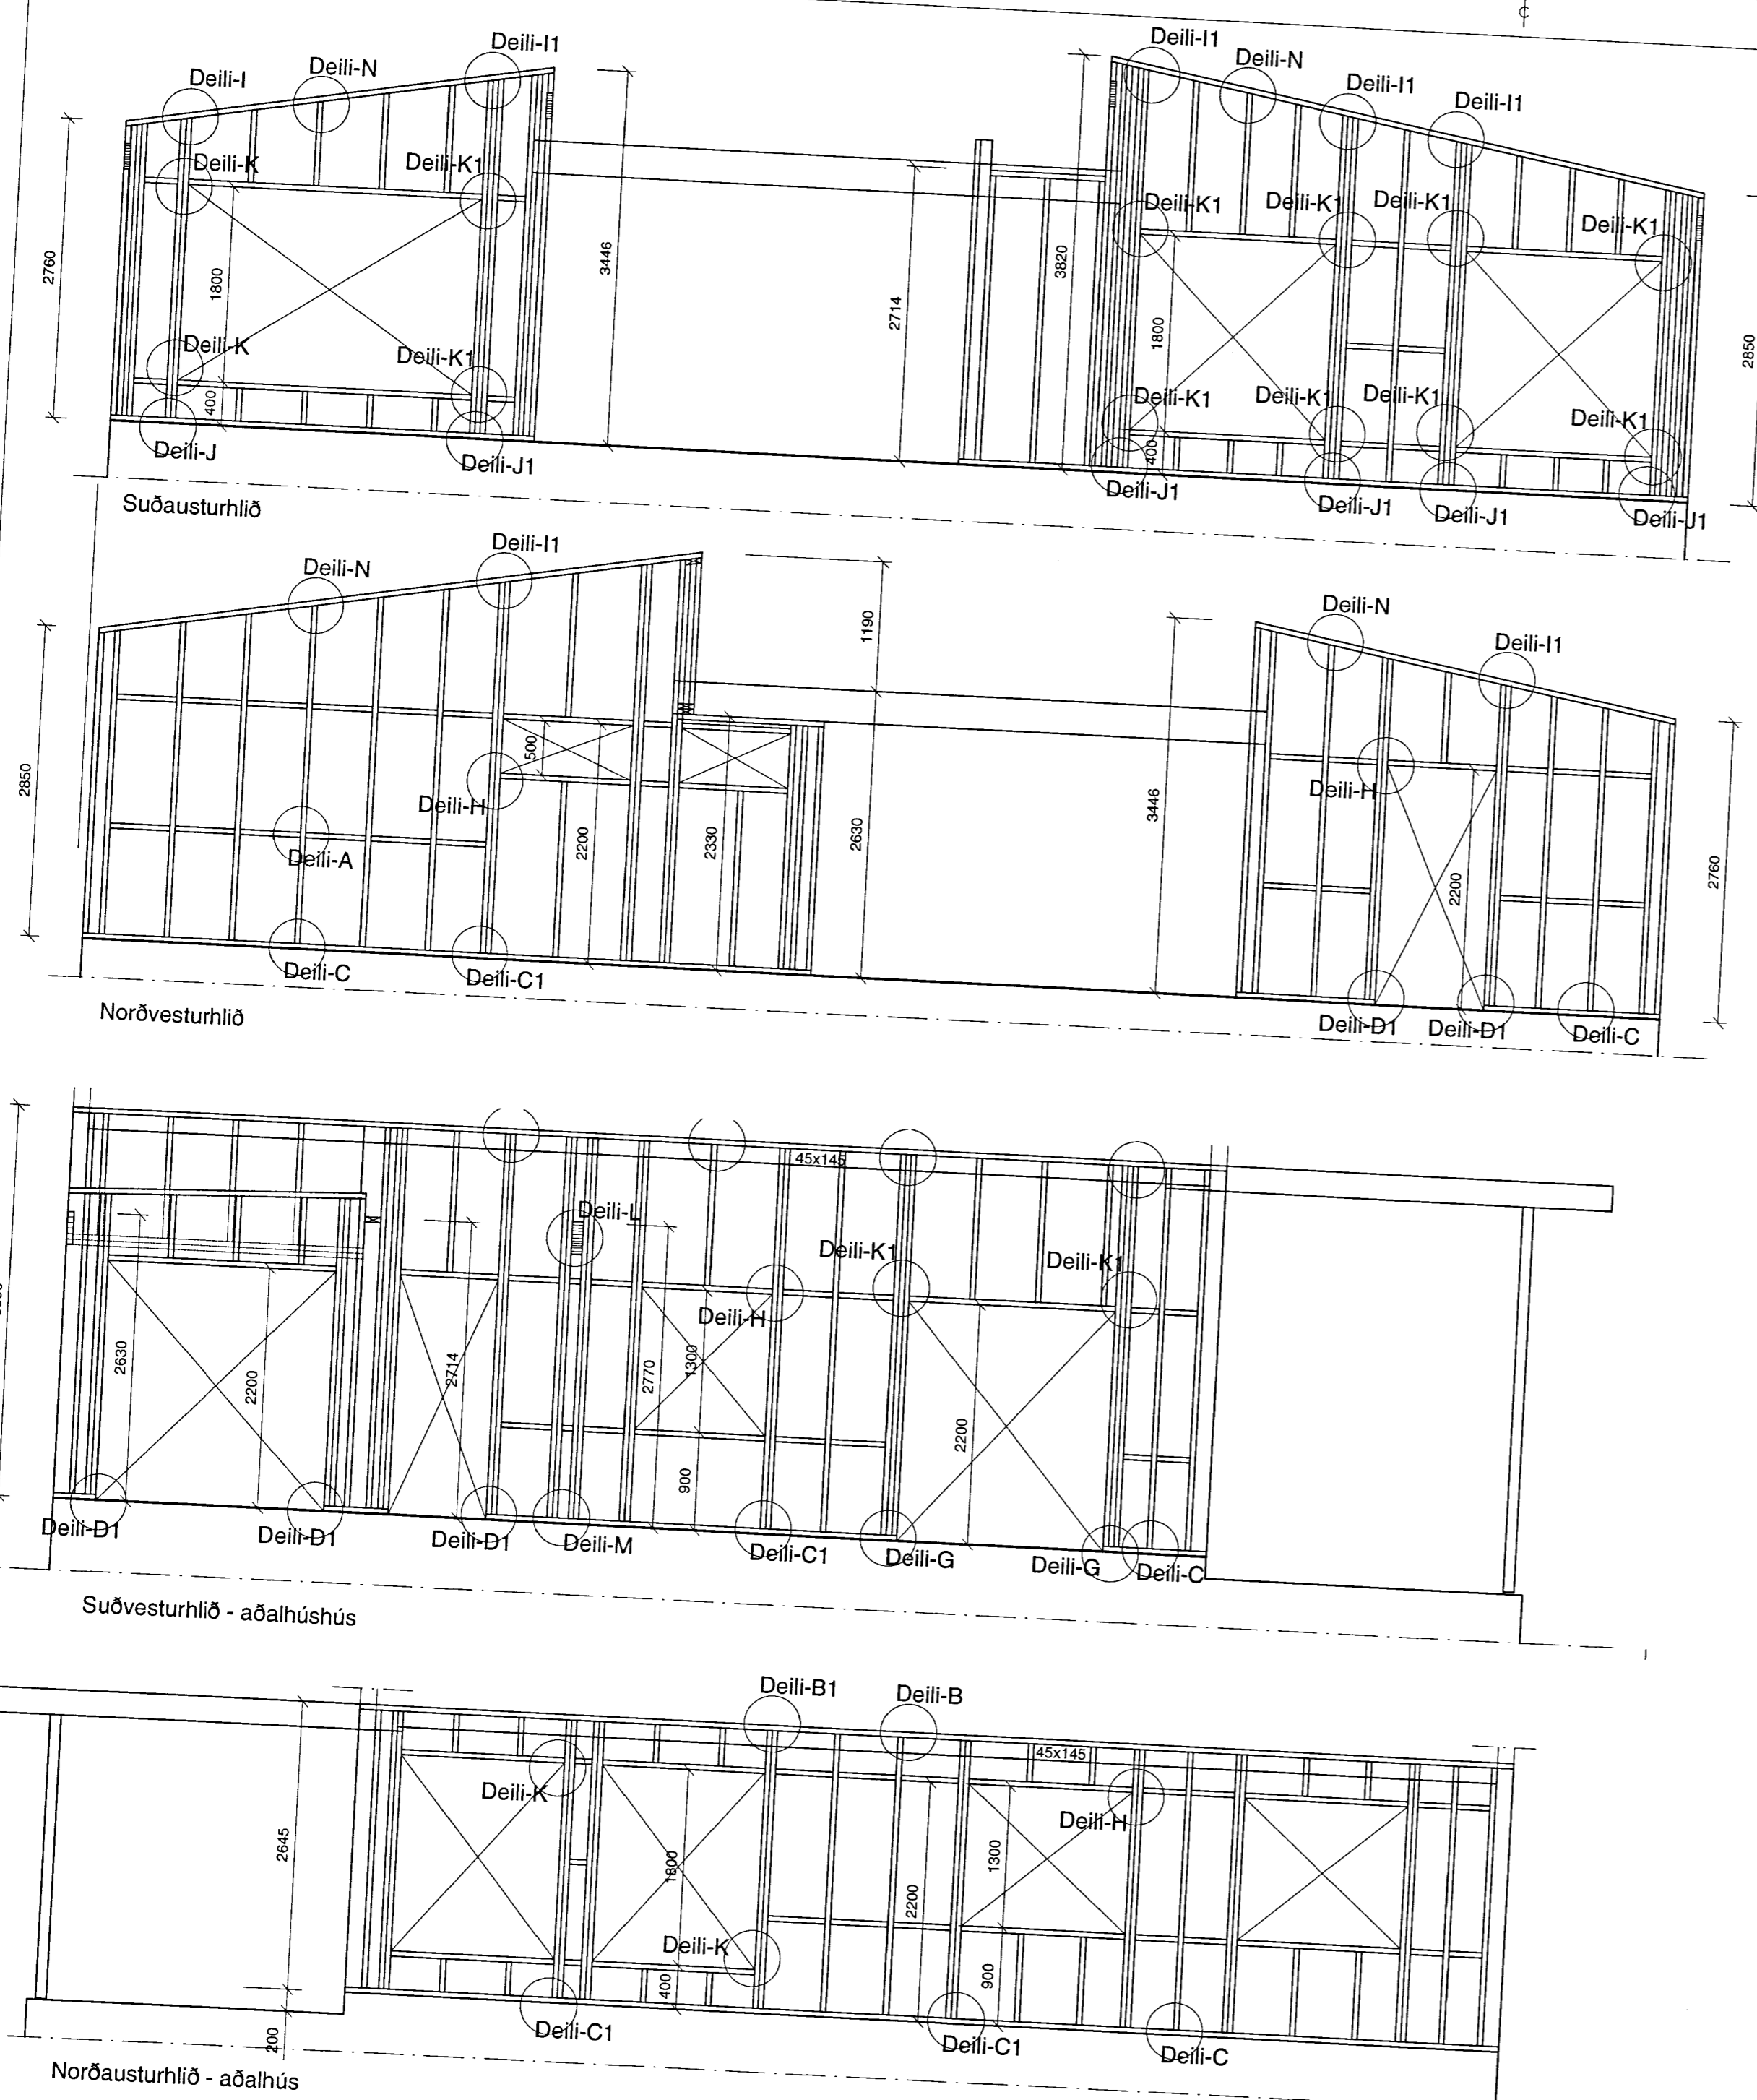 Deili-I1
Deili-I1
Deili-N
Deili-N
Deili-I
Deili-I1
Deili-I1
Deili-K
Deili-K1
Deili-K1
Deili-K1
Deili-K1
Deili-K1
2760
1800
3446
2714
3820
1800
2850
Deili-K
Deili-K1
Deili-K1
Deili-K1
Deili-K1
Deili-K1
400
400
Deili-J
Deili-J1
Deili-J1
Deili-J1
Deili-J1
Deili-J1
Suðausturhlið
Deili-I1
Deili-N
Deili-N
Deili-I1
1190
500
2850
Deili-H
Deili-H
2200
2330
2630
3446
2200
2760
Deili-A
Deili-C
Deili-C1
Deili-D1
Deili-D1
Deili-C
Norðvesturhlið
45x145
Deili-L
Deili-K1
Deili-K1
Deili-H
2630
2200
2714
2770
1300
900
2200
Deili-D1
Deili-D1
Deili-D1
Deili-M
Deili-C1
Deili-G
Deili-G
Deili-C
Suðvesturhlið - aðalhúshús
Deili-B1
Deili-B
45x145
Deili-K
Deili-H
2645
1800
2200
1300
Deili-K
400
900
200
Deili-C1
Deili-C1
Deili-C
Norðausturhlið - aðalhús